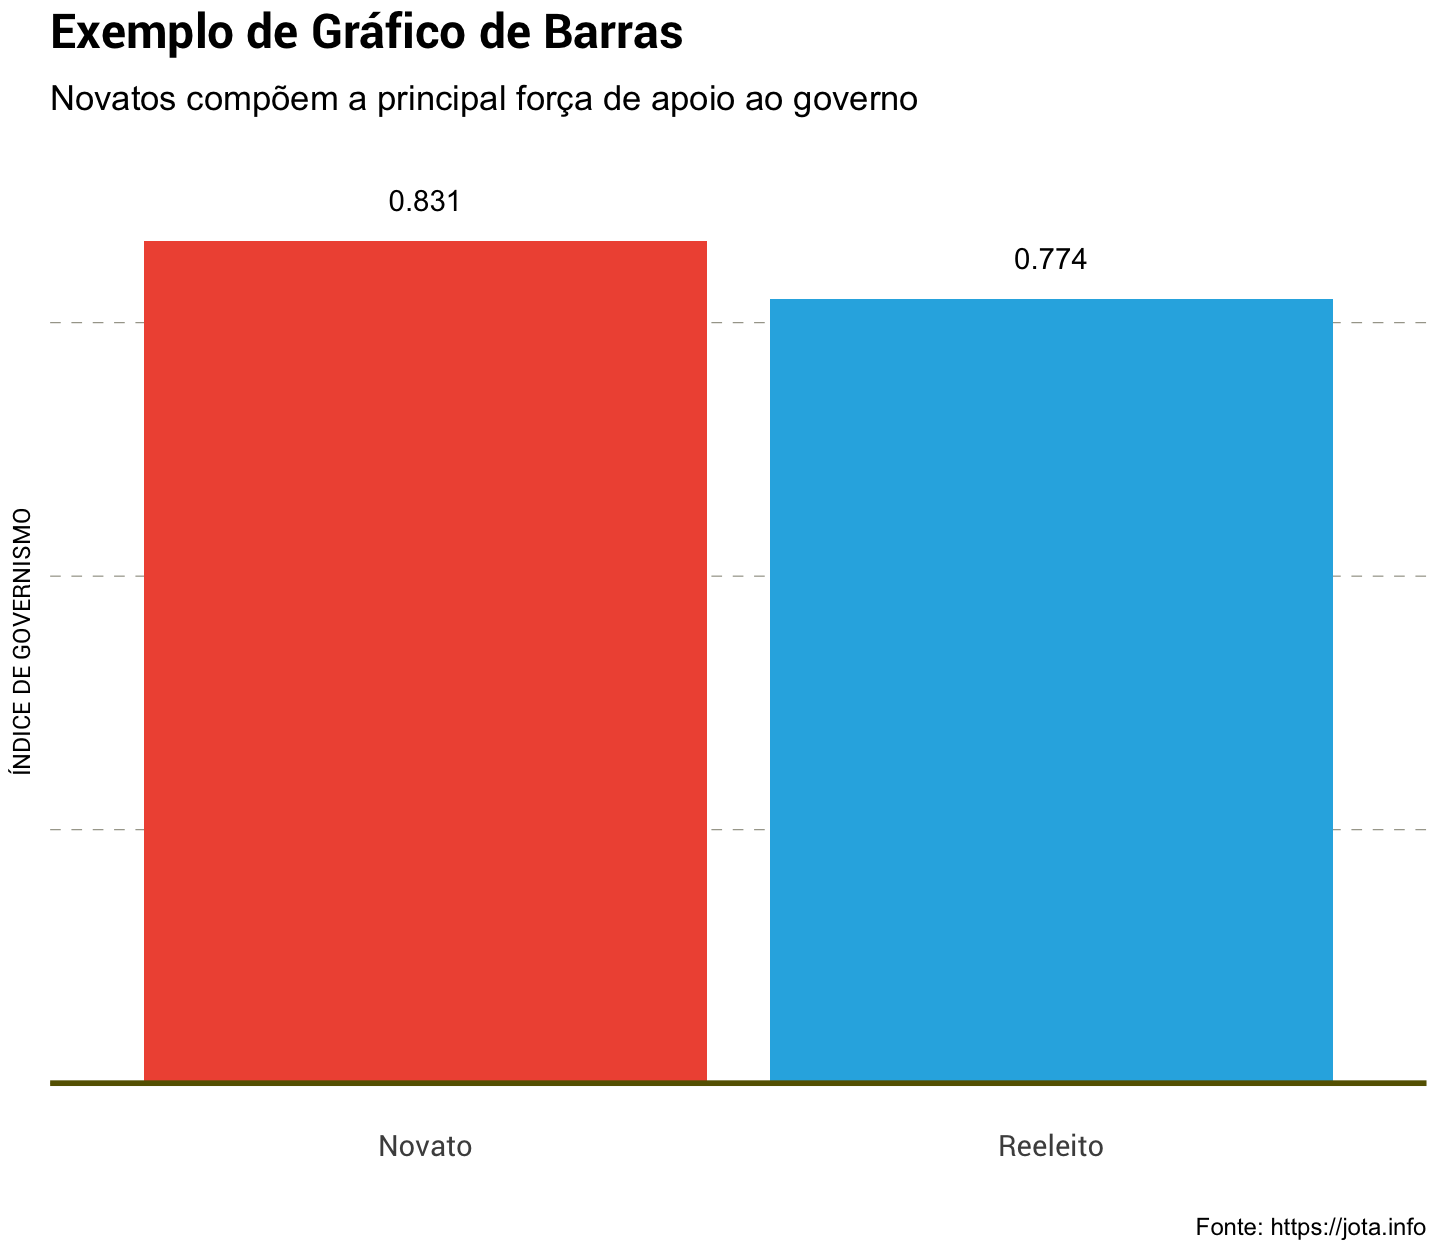 Exemplo de Gráfico de Barras
Novatos compõem a principal força de apoio ao governo
0.831
0.774
ÍNDICE DE GOVERNISMO
Novato
Reeleito
Fonte: https://jota.info